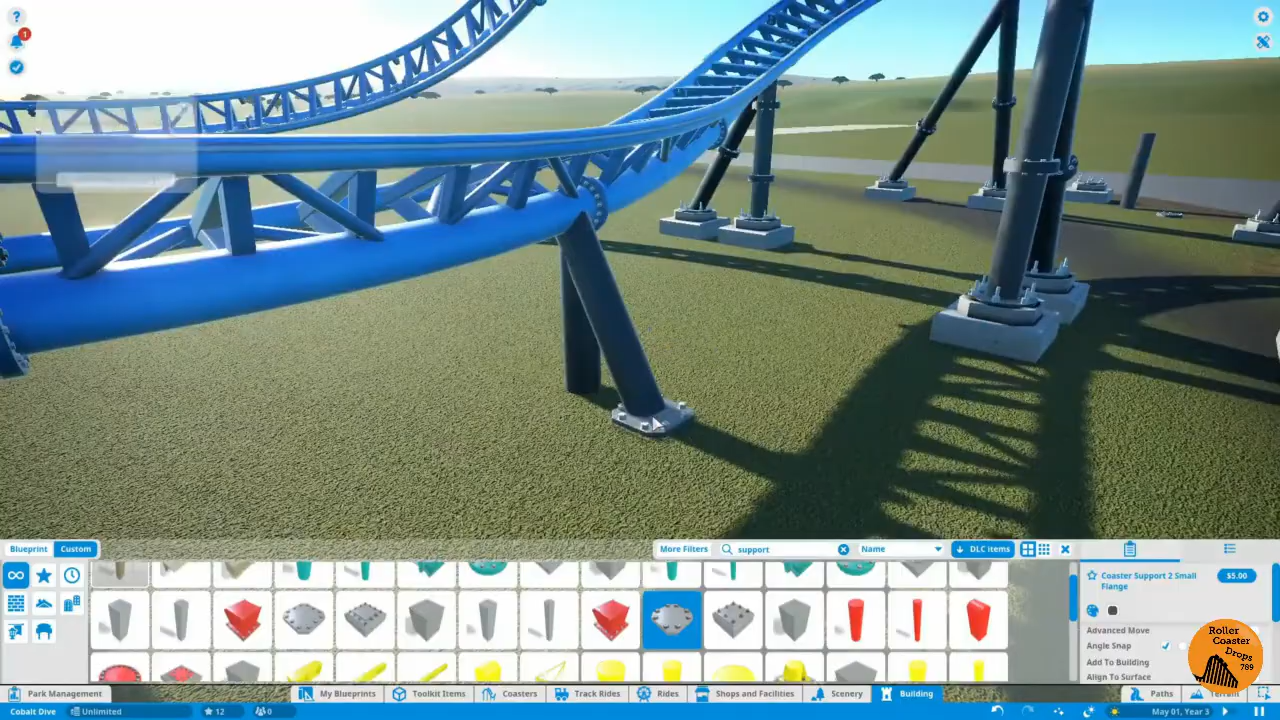 ?
1
Blueprint Custom
More Filters support Name DLC Items
Coaster Support 2 Small Flange $5.00
Advanced Move
Angle Snap
Add To Building
Align To Surface
Roller
Coaster
Drops
789
Park Management My Blueprints Toolkit Items Coasters Track Rides Rides Shops and Facilities Scenery Building Paths Terrain
Cobalt Dive Unlimited 12 0 May 01, Year 3